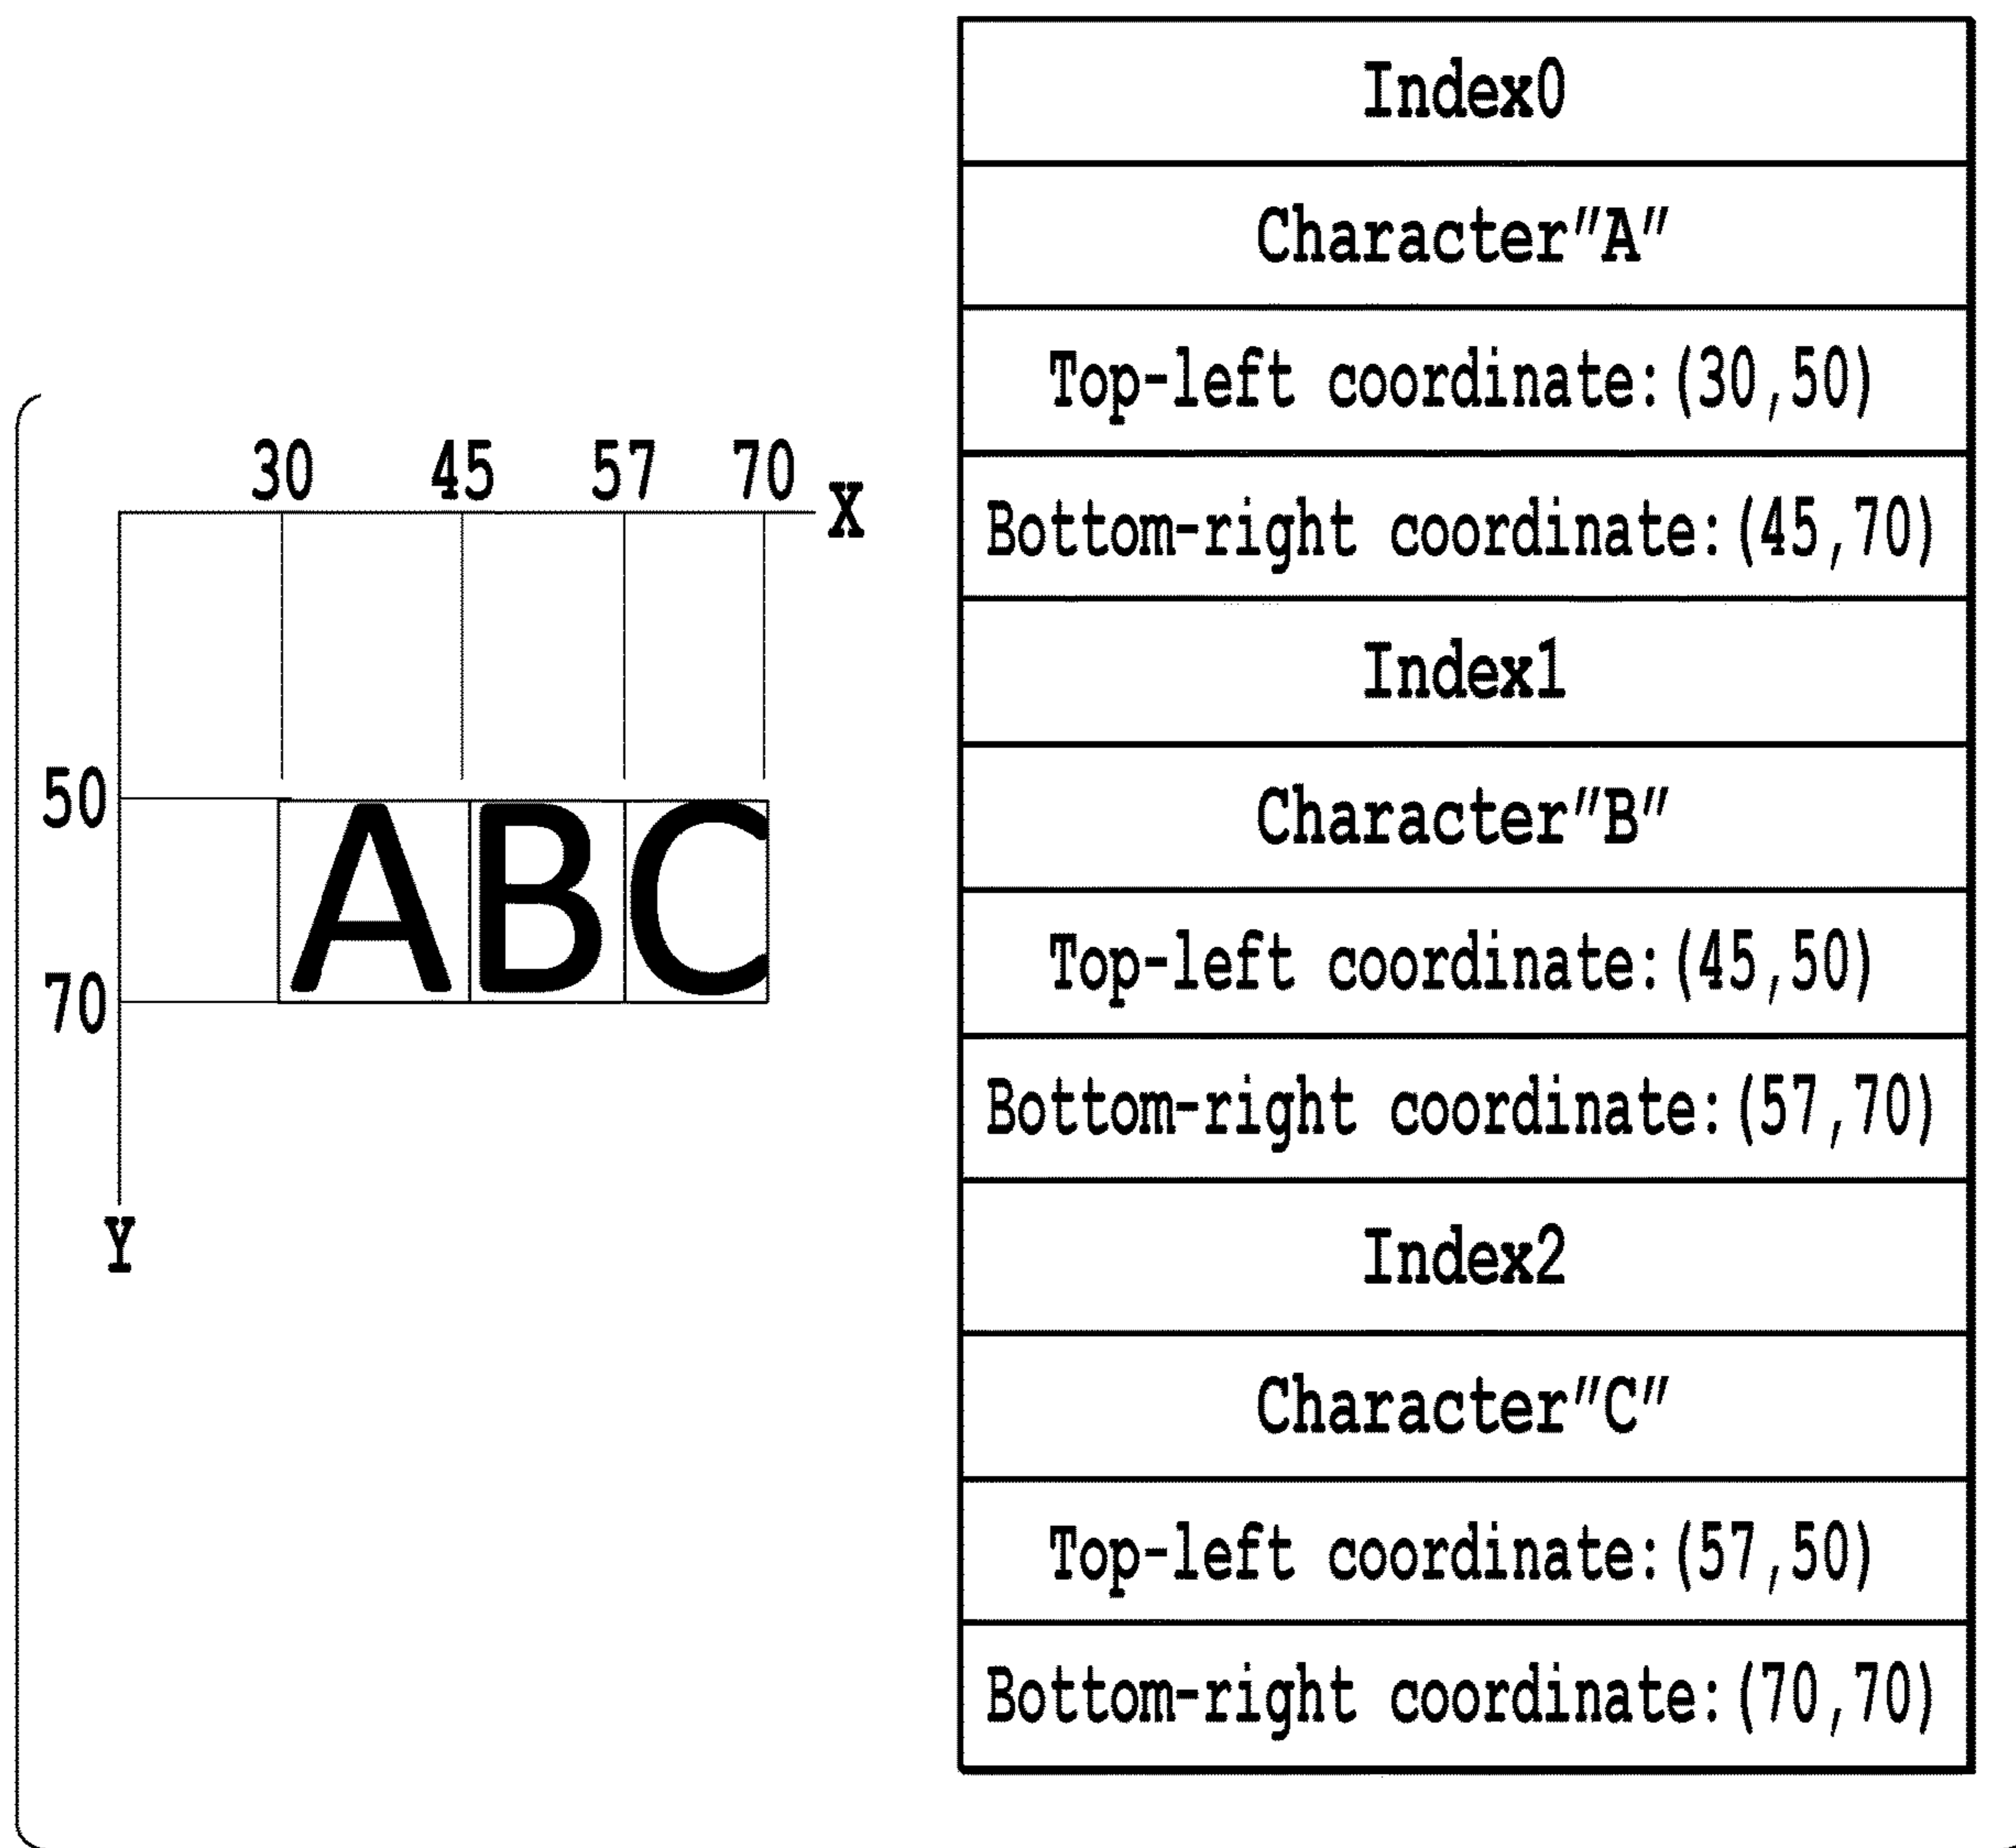 30 45 57 70 X
50
ABC
70
Y
Index0
Character"A"
Top-left coordinate:(30,50)
Bottom-right coordinate:(45,70)
Index1
Character"B"
Top-left coordinate:(45,50)
Bottom-right coordinate:(57,70)
Index2
Character"C"
Top-left coordinate:(57,50)
Bottom-right coordinate:(70,70)